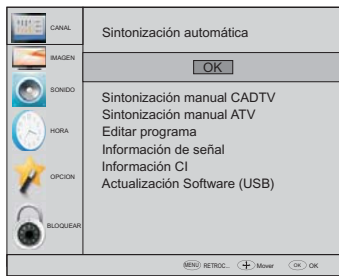 CANAL
Sintonización automática
IMAGEN
OK
SONIDO
Sintonización manual CADTV
Sintonización manual ATV
HORA
Editar programa
Información de señal
Información CI
OPCION
Actualización Software (USB)
BLOQUEAR
MENÚ RETROC... Mover OK OK